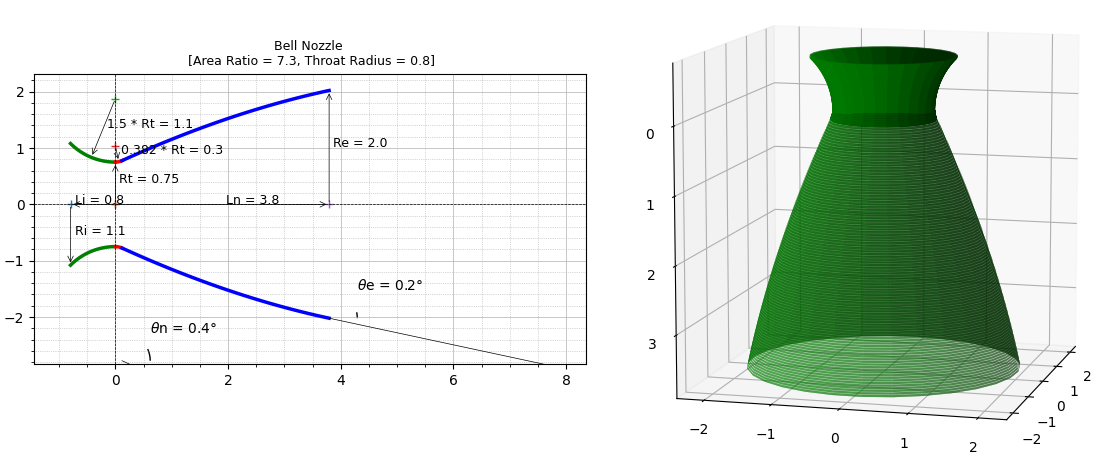 Bell Nozzle
[Area Ratio = 7.3, Throat Radius = 0.8]
2
1
0
−1
−2
1.5 * Rt = 1.1
0.382 * Rt = 0.3
Re = 2.0
Rt = 0.75
Li = 0.8
Ln = 3.8
Ri = 1.1
θe = 0.2°
θn = 0.4°
0
2
4
6
8
0
1
2
3
−2
−1
0
1
2
−2
−1
0
1
2